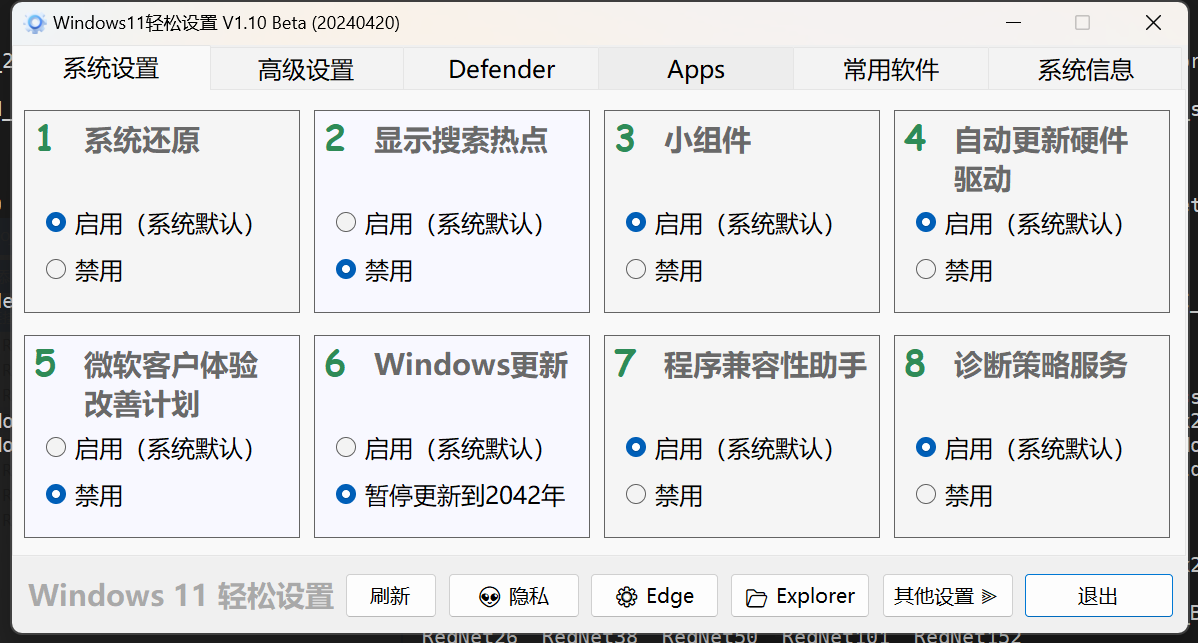 Windows11轻松设置 V1.10 Beta (20240420)
系统设置 高级设置 Defender Apps 常用软件 系统信息
1 系统还原
启用（系统默认）
禁用
2 显示搜索热点
启用（系统默认）
禁用
3 小组件
启用（系统默认）
禁用
4 自动更新硬件
驱动
启用（系统默认）
禁用
5 微软客户体验
改善计划
启用（系统默认）
禁用
6 Windows更新
启用（系统默认）
暂停更新到2042年
7 程序兼容性助手
启用（系统默认）
禁用
8 诊断策略服务
启用（系统默认）
禁用
Windows 11 轻松设置 刷新 隐私 Edge Explorer 其他设置 退出
RedNet26 RedNet38 RedNet50 RedNet101 RedNet152